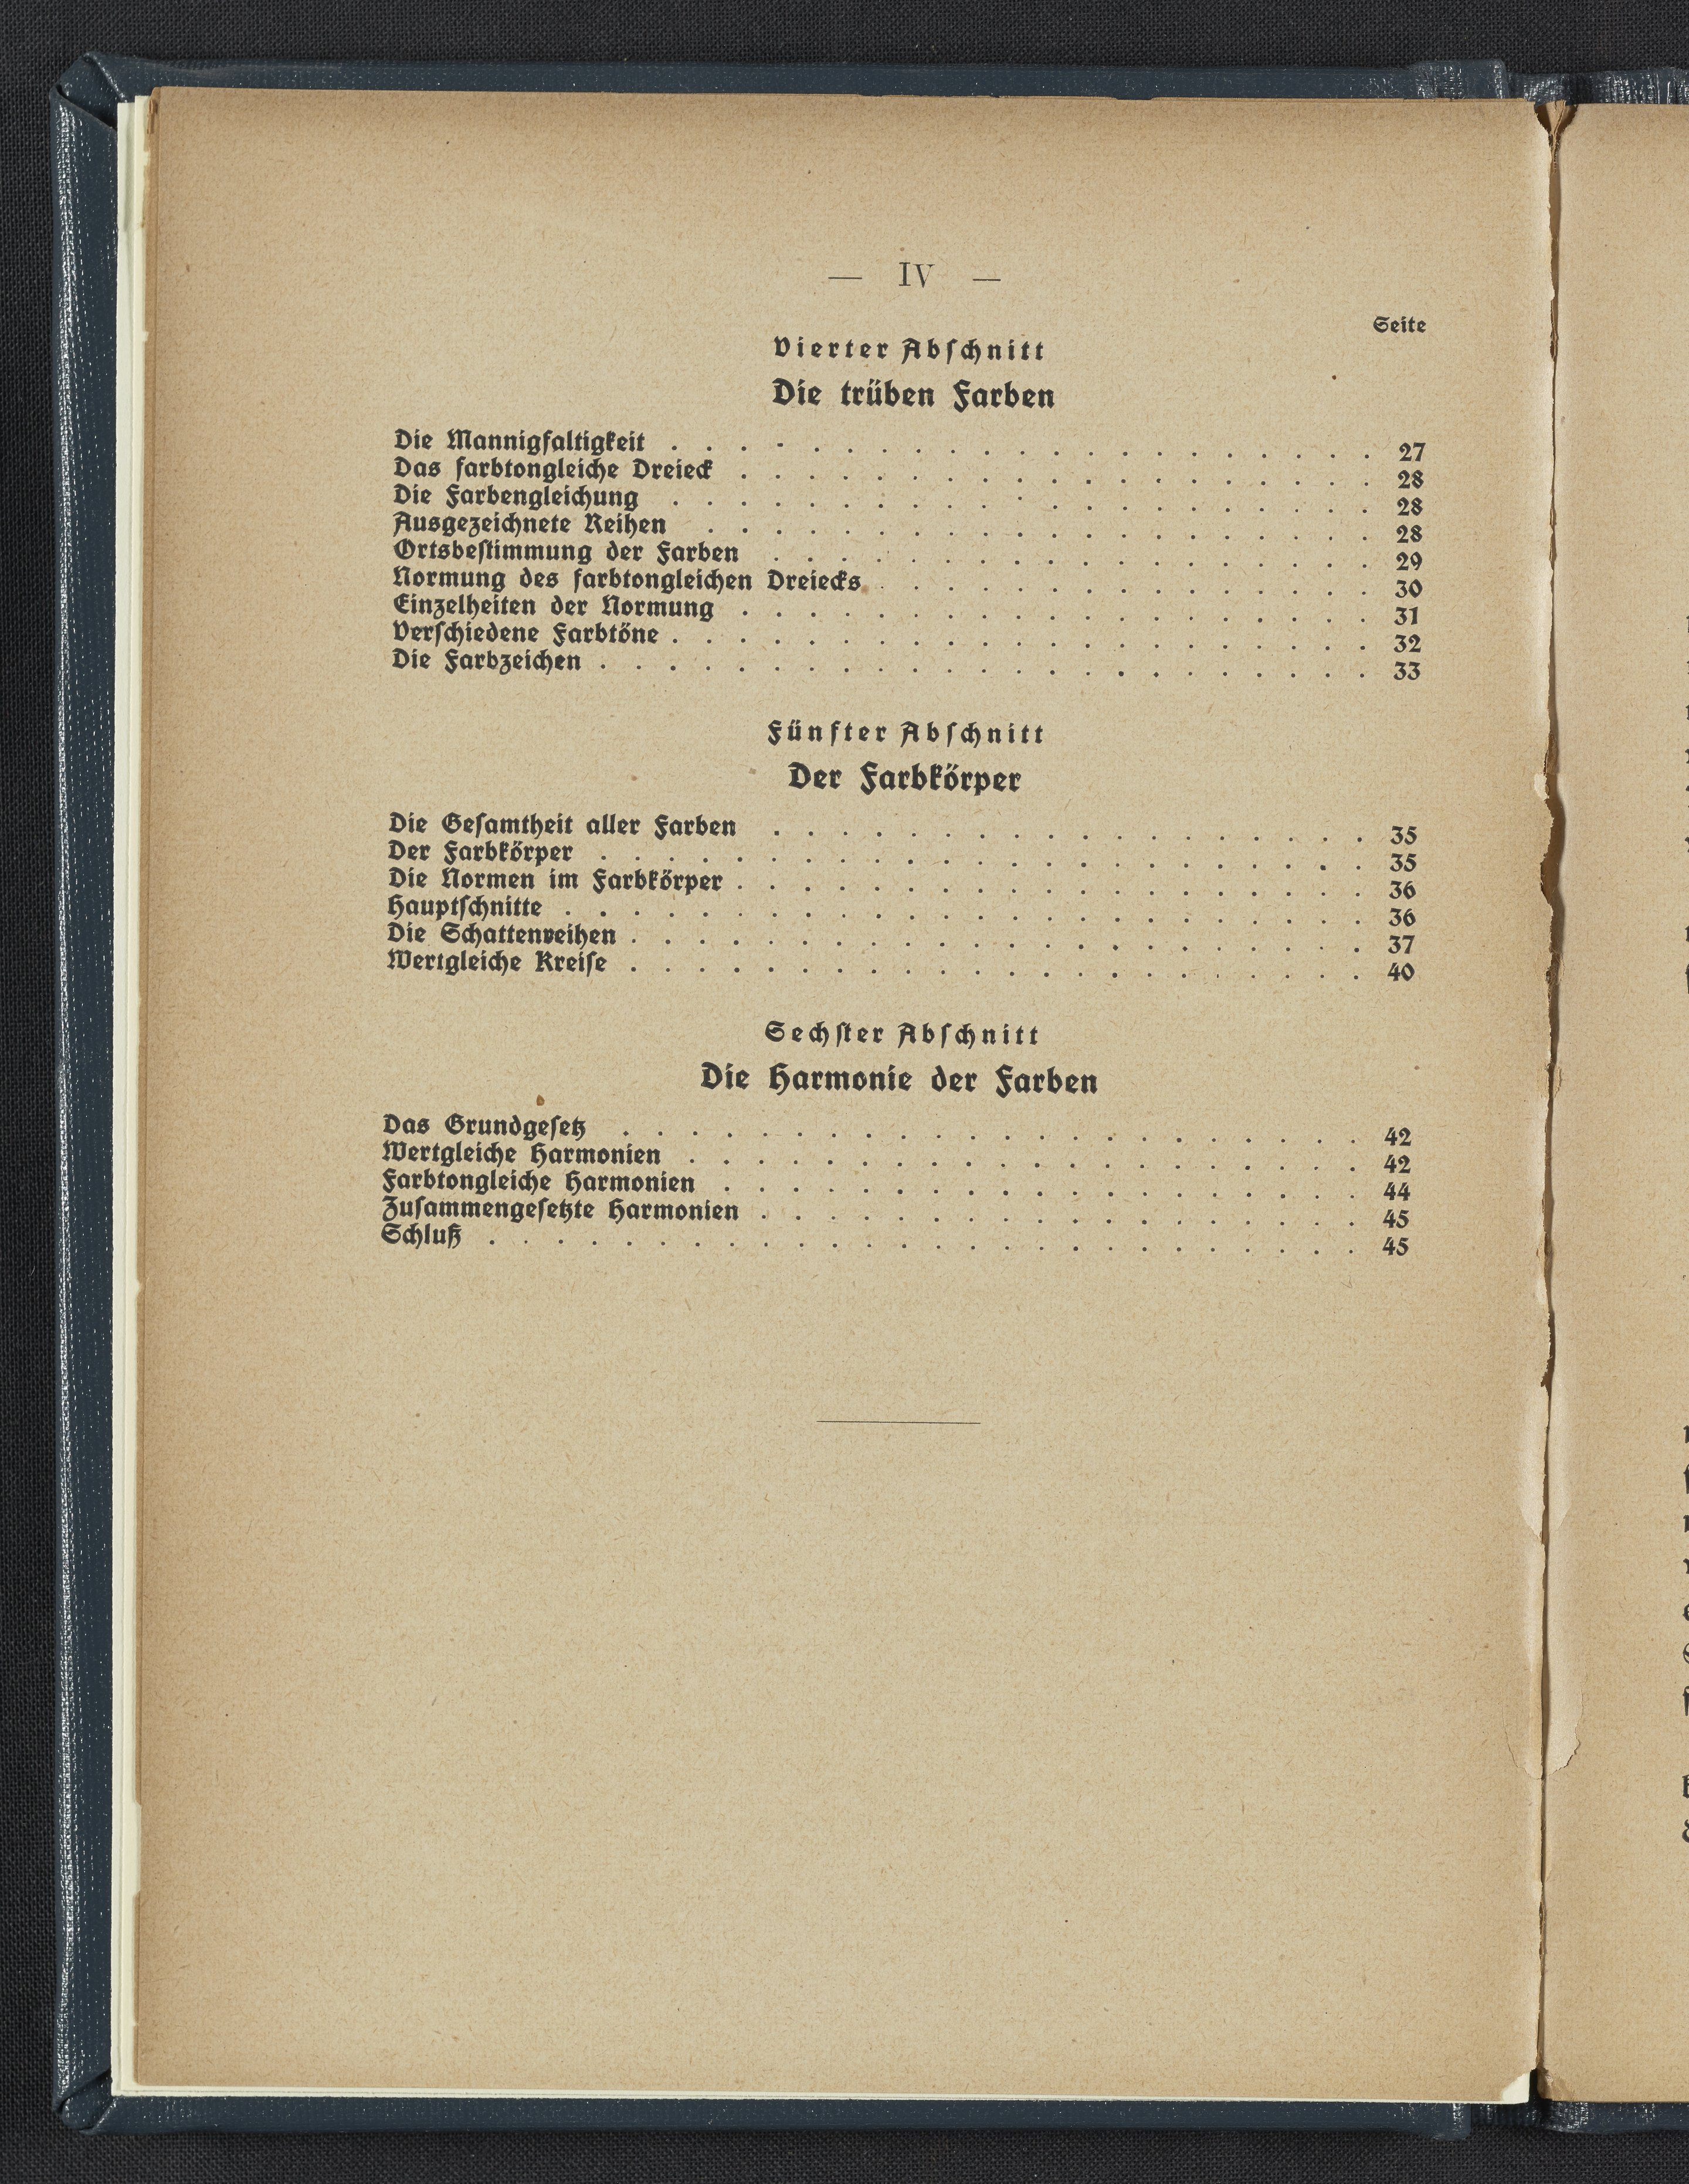 — IV —
Seite
Vierter Abſchnitt
Die trüben Farben
Die Mannigfaltigkeit . . . . . . . . . . . . . . . . . . . . . 27
Das farbtongleiche Dreieck . . . . . . . . . . . . . . . . . . . 28
Die Farbengleichung . . . . . . . . . . . . . . . . . . . . . 28
Ausgezeichnete Reihen . . . . . . . . . . . . . . . . . . . . 28
Ortsbeſtimmung der Farben . . . . . . . . . . . . . . . . . . 29
Normung des farbtongleichen Dreiecks . . . . . . . . . . . . . . . 30
Einzelheiten der Normung . . . . . . . . . . . . . . . . . . . 31
Verſchiedene Farbtöne . . . . . . . . . . . . . . . . . . . . . 32
Die Farbzeichen . . . . . . . . . . . . . . . . . . . . . . . 33
Fünfter Abſchnitt
Der Farbkörper
Die Geſamtheit aller Farben . . . . . . . . . . . . . . . . . . 35
Der Farbkörper . . . . . . . . . . . . . . . . . . . . . . . 35
Die Normen im Farbkörper . . . . . . . . . . . . . . . . . . . 36
Hauptſchnitte . . . . . . . . . . . . . . . . . . . . . . . . 36
Die Schattenreihen . . . . . . . . . . . . . . . . . . . . . . 37
Wertgleiche Kreiſe . . . . . . . . . . . . . . . . . . . . . . 40
Sechſter Abſchnitt
Die Harmonie der Farben
Das Grundgeſetz . . . . . . . . . . . . . . . . . . . . . . 42
Wertgleiche Harmonien . . . . . . . . . . . . . . . . . . . . 42
Farbtongleiche Harmonien . . . . . . . . . . . . . . . . . . . 44
Zuſammengeſetzte Harmonien . . . . . . . . . . . . . . . . . . 45
Schluß . . . . . . . . . . . . . . . . . . . . . . . . . . 45